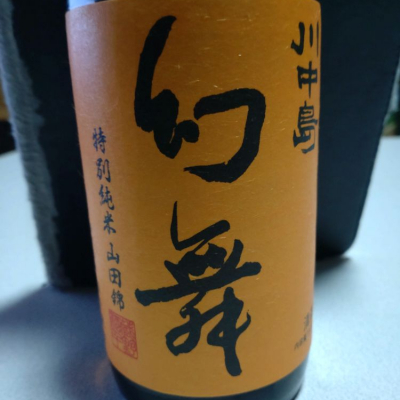 川中島
幻舞
特別純米 山田錦